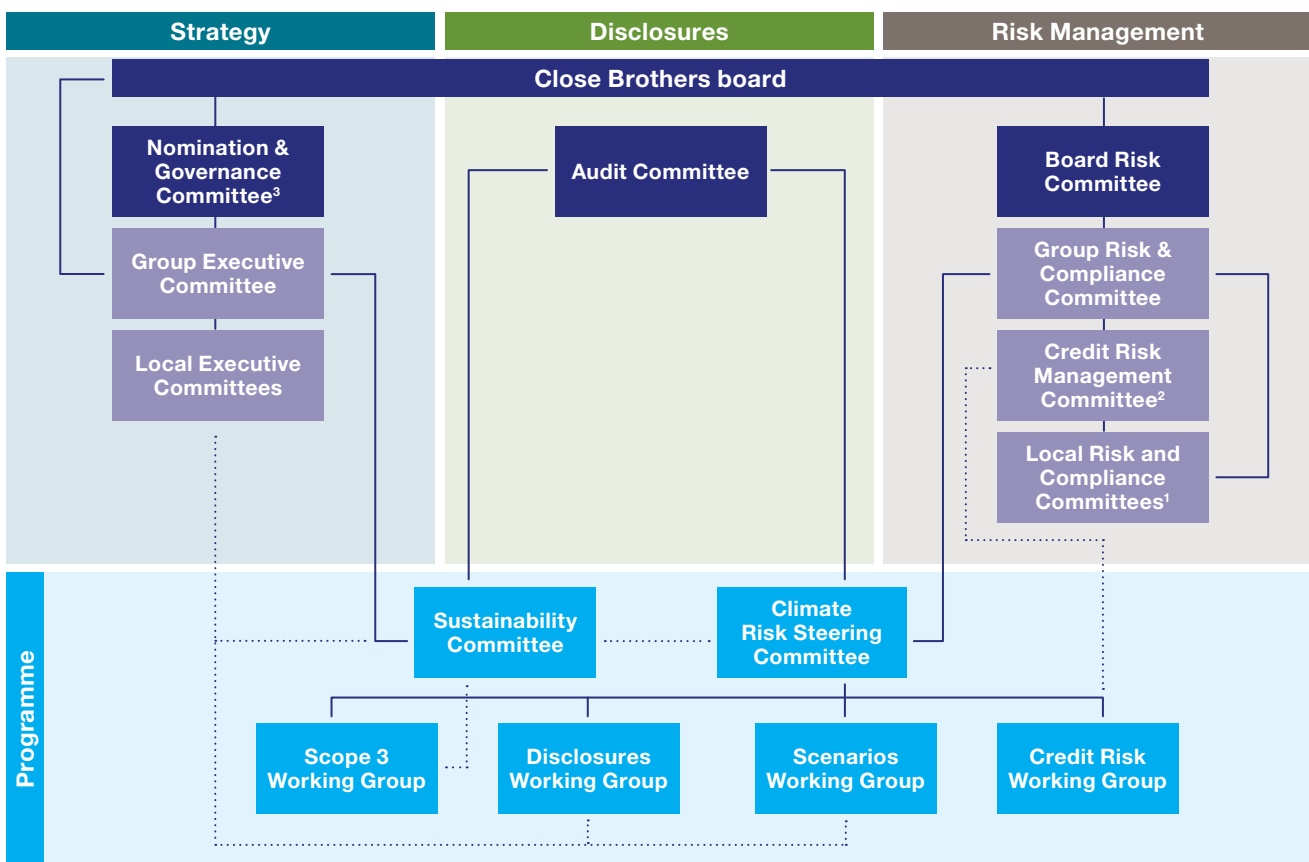 Strategy
Disclosures
Risk Management
Close Brothers board
Nomination &
Governance
Committee³
Audit Committee
Board Risk
Committee
Group Executive
Committee
Group Risk &
Compliance
Committee
Local Executive
Committees
Credit Risk
Management
Committee²
Local Risk and
Compliance
Committees¹
Programme
Sustainability
Committee
Climate
Risk Steering
Committee
Scope 3
Working Group
Disclosures
Working Group
Scenarios
Working Group
Credit Risk
Working Group